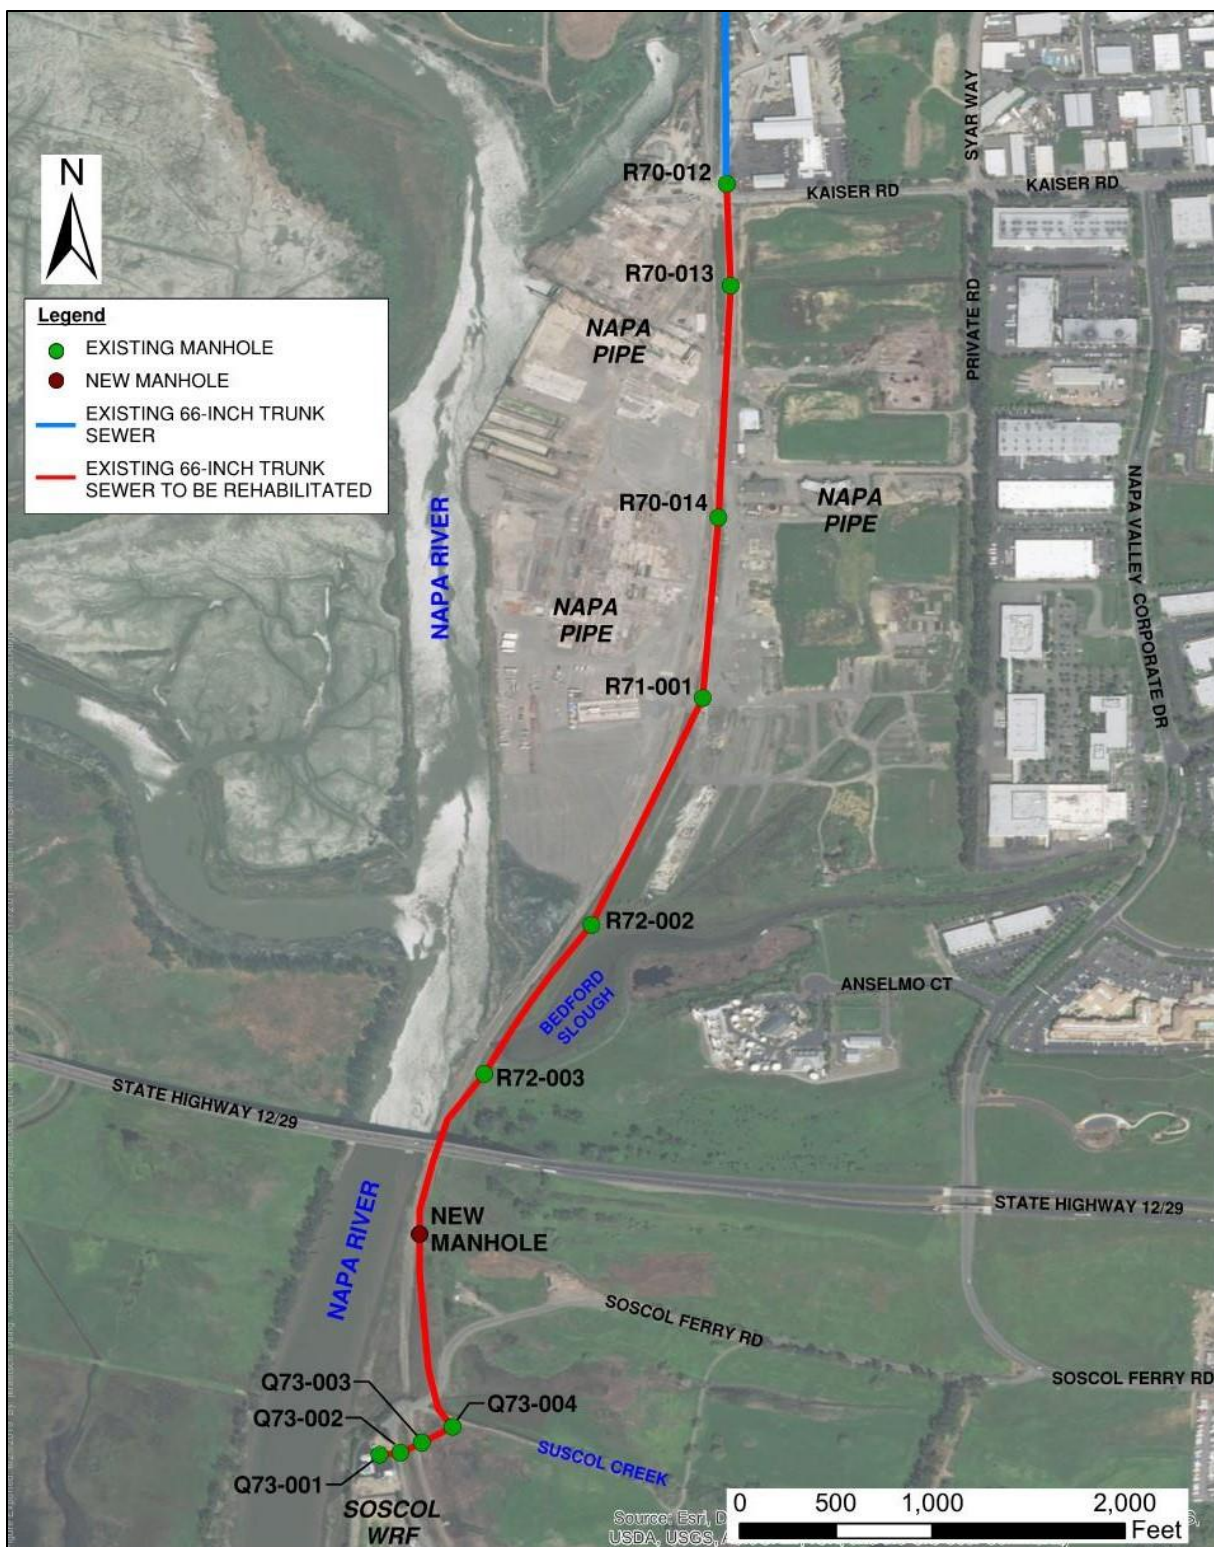 R70-012
SYAR WAY
KAISER RD
KAISER RD
N
R70-013
NAPA
PIPE
PRIVATE RD
Legend
EXISTING MANHOLE
NEW MANHOLE
EXISTING 66-INCH TRUNK
SEWER
EXISTING 66-INCH TRUNK
SEWER TO BE REHABILITATED
R70-014
NAPA
PIPE
NAPA VALLEY CORPORATE DR
NAPA RIVER
NAPA
PIPE
R71-001
R72-002
BEDFORD
SLOUGH
ANSELMO CT
R72-003
STATE HIGHWAY 12/29
STATE HIGHWAY 12/29
NAPA RIVER
NEW
MANHOLE
SOSCOL FERRY RD
SOSCOL FERRY RD
Q73-003
Q73-004
Q73-002
Q73-001
SUSCOL CREEK
SOSCOL
WRF
0 500 1,000 2,000
Feet
Source: Esri,
USDA, USGS,